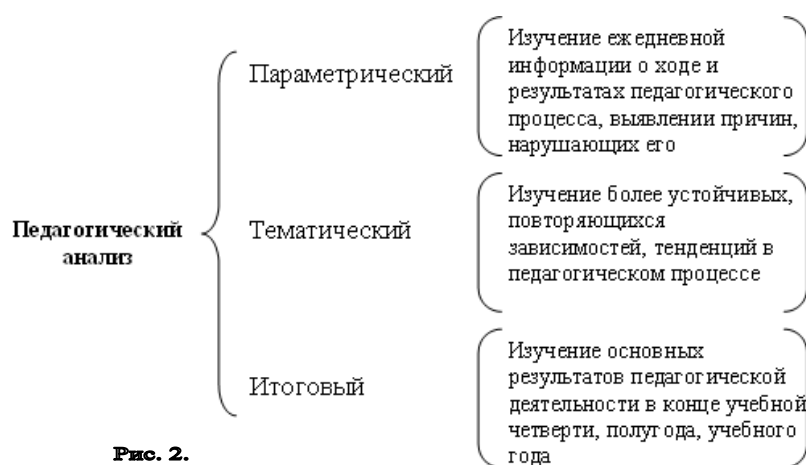 Педагогический
анализ
Параметрический
Изучение ежедневной
информации о ходе и
результатах педагогического
процесса, выявлении причин,
нарушающих его
Тематический
Изучение более устойчивых,
повторяющихся
зависимостей, тенденций в
педагогическом процессе
Итоговый
Изучение основных
результатов педагогической
деятельности в конце учебной
четверти, полугода, учебного
года
Рис. 2.